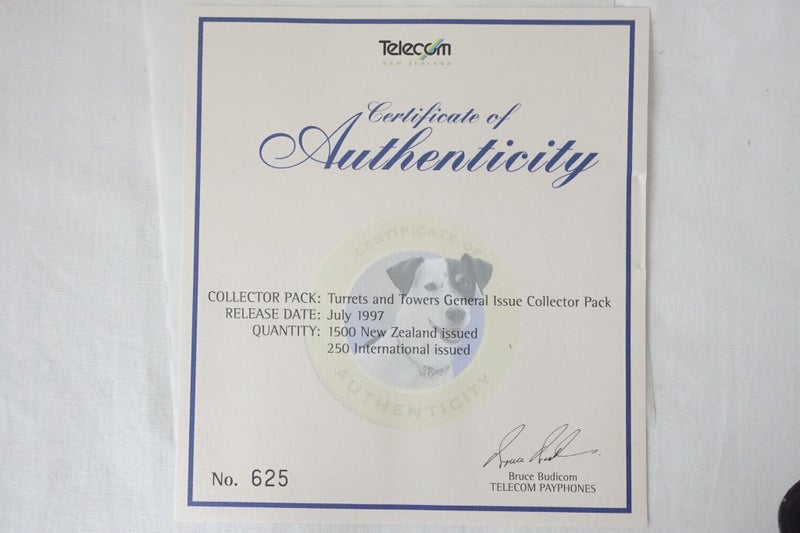 Telecom
NEW ZEALAND
Certificate of
Authenticity
CERTIFICATE OF
COLLECTOR PACK: Turrets and Towers General Issue Collector Pack
RELEASE DATE: July 1997
QUANTITY: 1500 New Zealand issued
250 International issued
AUTHENTICITY
No. 625
Bruce Budicom
TELECOM PAYPHONES